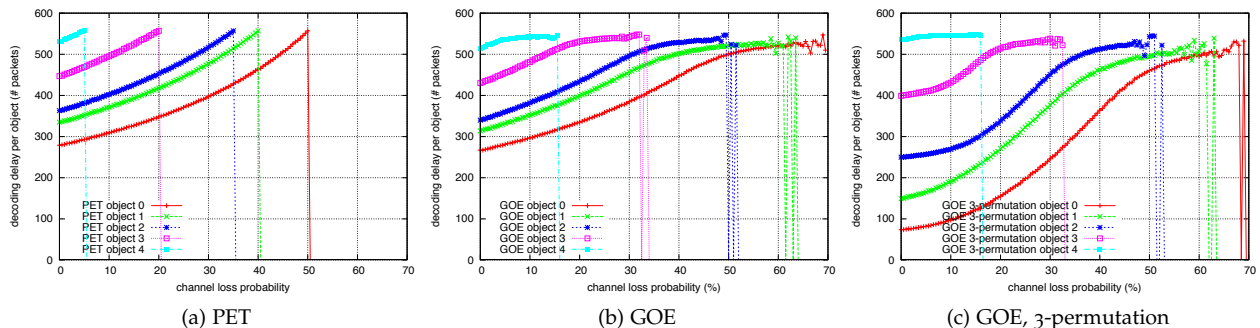 600
500
400
300
200
100
0
decoding delay per object (# packets)
PET object 0
PET object 1
PET object 2
PET object 3
PET object 4
0 10 20 30 40 50 60 70
channel loss probability
(a) PET
600
500
400
300
200
100
0
decoding delay per object (# packets)
GOE object 0
GOE object 1
GOE object 2
GOE object 3
GOE object 4
0 10 20 30 40 50 60 70
channel loss probability (%)
(b) GOE
600
500
400
300
200
100
0
decoding delay per object (# packets)
GOE 3-permutation object 0
GOE 3-permutation object 1
GOE 3-permutation object 2
GOE 3-permutation object 3
GOE 3-permutation object 4
0 10 20 30 40 50 60 70
channel loss probability (%)
(c) GOE, 3-permutation